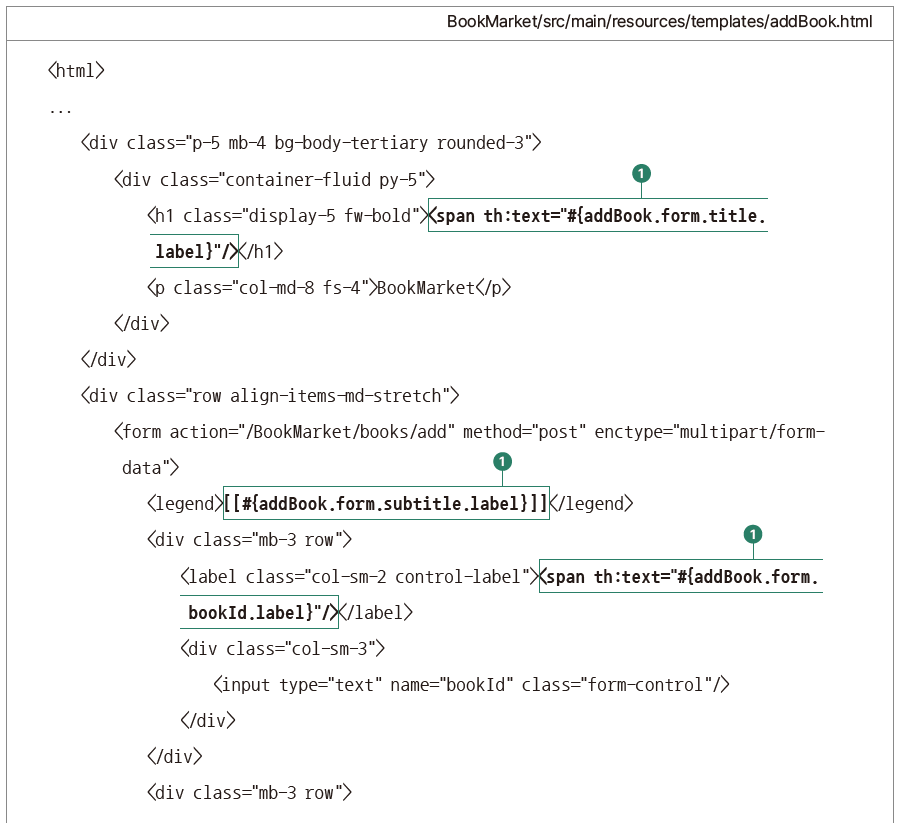 BookMarket/src/main/resources/templates/addBook.html
<html>
...
<div class="p-5 mb-4 bg-body-tertiary rounded-3">
<div class="container-fluid py-5">
1
<h1 class="display-5 fw-bold"><span th:text="#{addBook.form.title.
label}"/></h1>
<p class="col-md-8 fs-4">BookMarket</p>
</div>
</div>
<div class="row align-items-md-stretch">
<form action="/BookMarket/books/add" method="post" enctype="multipart/form-
data">
1
<legend>[[#{addBook.form.subtitle.label}]]</legend>
<div class="mb-3 row">
1
<label class="col-sm-2 control-label"><span th:text="#{addBook.form.
bookId.label}"/></label>
<div class="col-sm-3">
<input type="text" name="bookId" class="form-control"/>
</div>
</div>
<div class="mb-3 row">